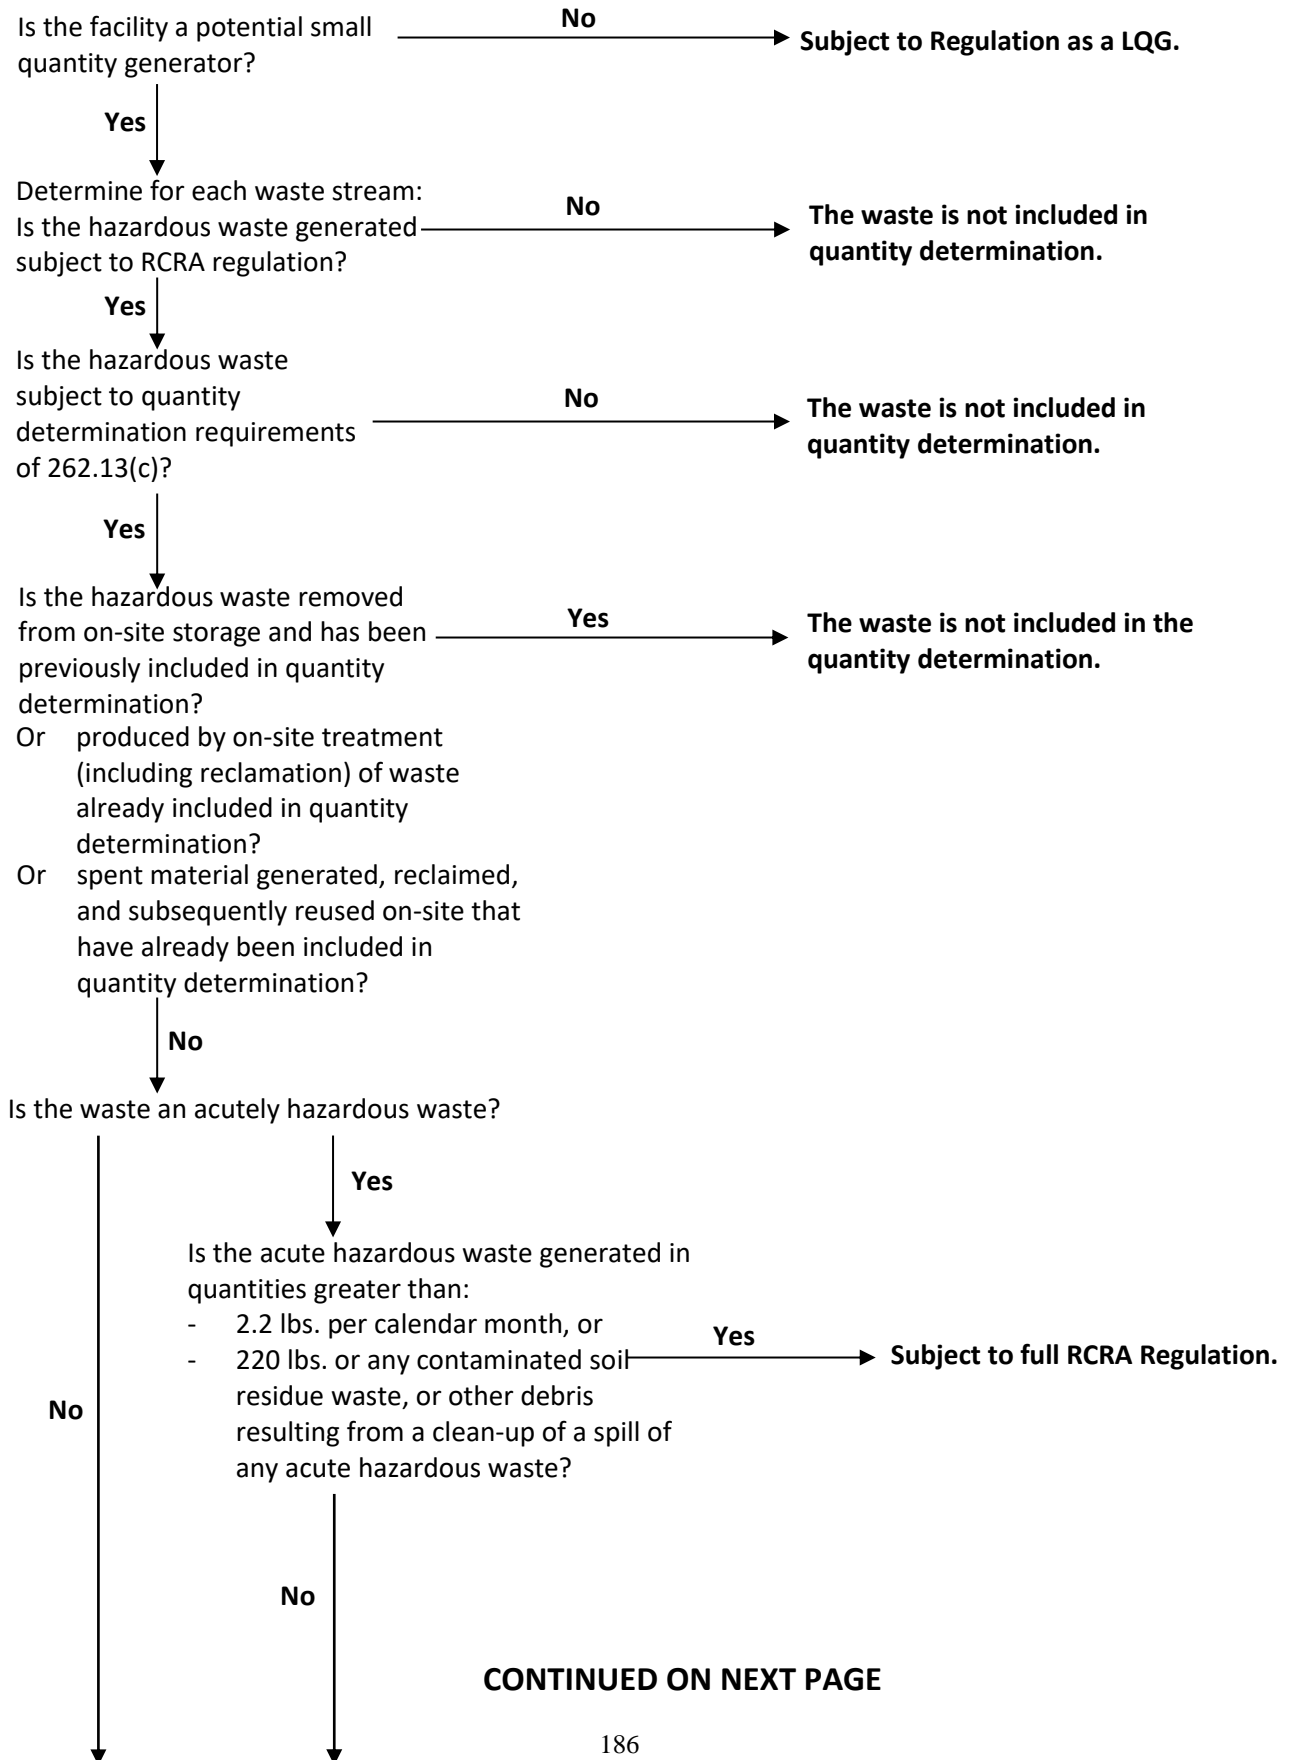 Is the facility a potential small
quantity generator?
No
Subject to Regulation as a LQG.
Yes
Determine for each waste stream:
Is the hazardous waste generated
subject to RCRA regulation?
No
The waste is not included in
quantity determination.
Yes
Is the hazardous waste
subject to quantity
determination requirements
of 262.13(c)?
No
The waste is not included in
quantity determination.
Yes
Is the hazardous waste removed
from on-site storage and has been
previously included in quantity
determination?
Yes
The waste is not included in the
quantity determination.
Or produced by on-site treatment
(including reclamation) of waste
already included in quantity
determination?
Or spent material generated, reclaimed,
and subsequently reused on-site that
have already been included in
quantity determination?
No
Is the waste an acutely hazardous waste?
Yes
Is the acute hazardous waste generated in
quantities greater than:
- 2.2 lbs. per calendar month, or
- 220 lbs. or any contaminated soil
residue waste, or other debris
resulting from a clean-up of a spill of
any acute hazardous waste?
Yes
Subject to full RCRA Regulation.
No
No
CONTINUED ON NEXT PAGE
186